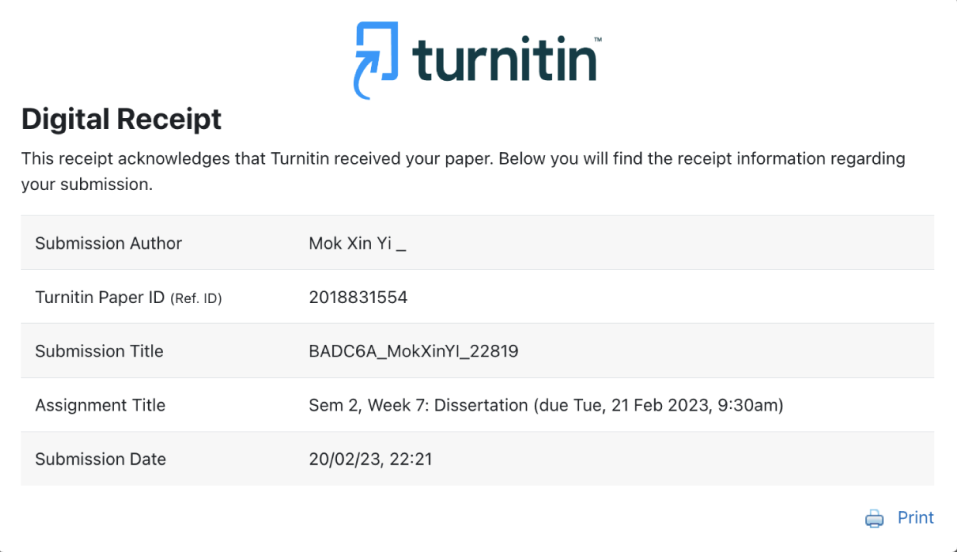 turnitin™
Digital Receipt
This receipt acknowledges that Turnitin received your paper. Below you will find the receipt information regarding
your submission.
Submission Author Mok Xin Yi _
Turnitin Paper ID (Ref. ID) 2018831554
Submission Title BADC6A_MokXinYI_22819
Assignment Title Sem 2, Week 7: Dissertation (due Tue, 21 Feb 2023, 9:30am)
Submission Date 20/02/23, 22:21
Print